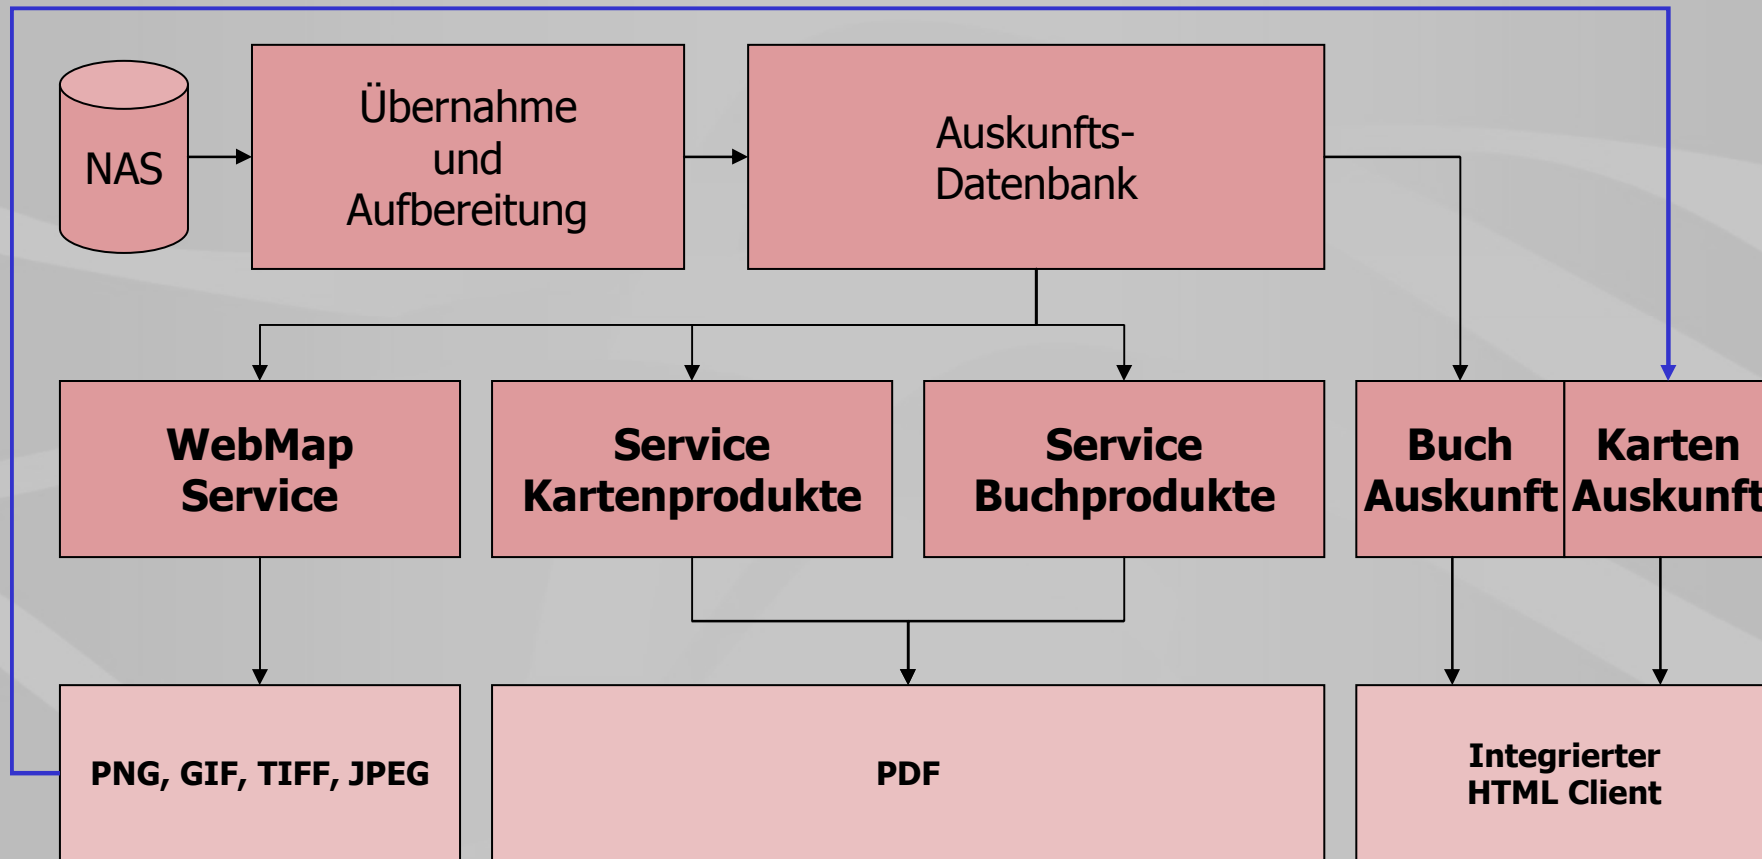 NAS
Übernahme
und
Aufbereitung
Auskunfts-
Datenbank
WebMap
Service
Service
Kartenprodukte
Service
Buchprodukte
Buch
Auskunft
Karten
Auskunft
PNG, GIF, TIFF, JPEG
PDF
Integrierter
HTML Client